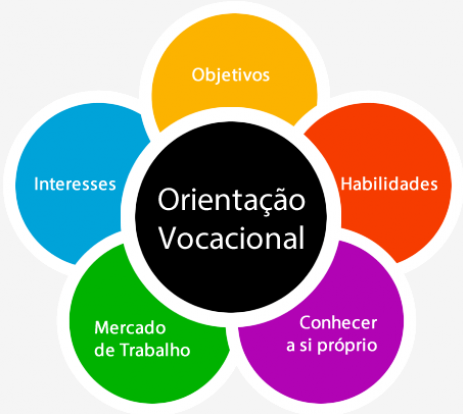 Objetivos
Interesses
Habilidades
Orientação
Vocacional
Mercado
de Trabalho
Conhecer
a si próprio